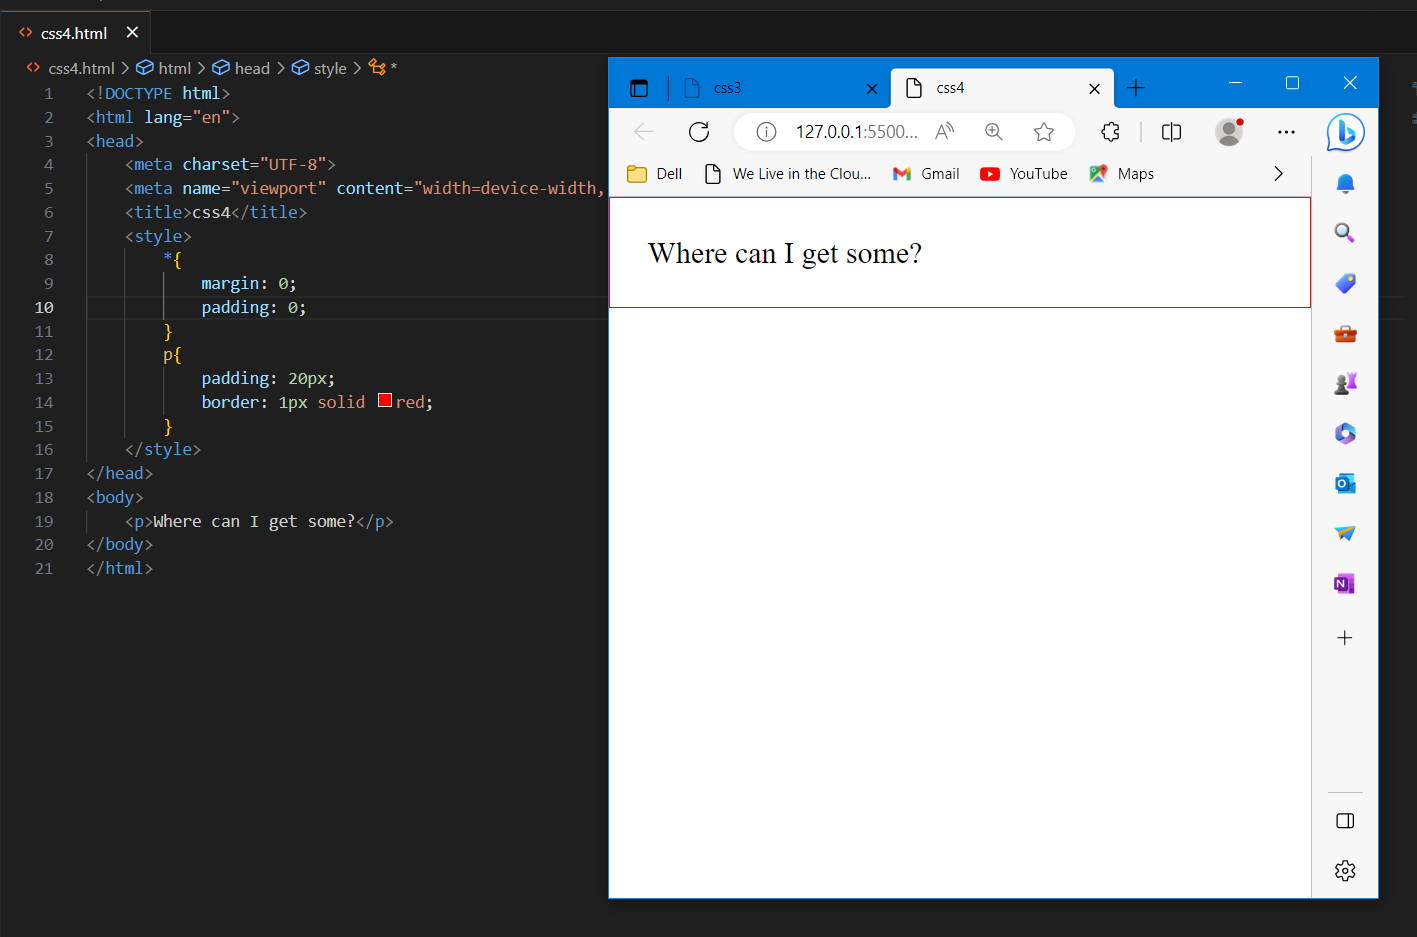 css4.html
css4.html > html > head > style > *
1 <!DOCTYPE html>
2 <html lang="en">
3 <head>
4 <meta charset="UTF-8">
5 <meta name="viewport" content="width=device-width,
6 <title>css4</title>
7 <style>
8 *{
9 margin: 0;
10 padding: 0;
11 }
12 p{
13 padding: 20px;
14 border: 1px solid red;
15 }
16 </style>
17 </head>
18 <body>
19 <p>Where can I get some?</p>
20 </body>
21 </html>
css3
css4
127.0.0.1:5500...
Dell
We Live in the Clou...
Gmail
YouTube
Maps
Where can I get some?